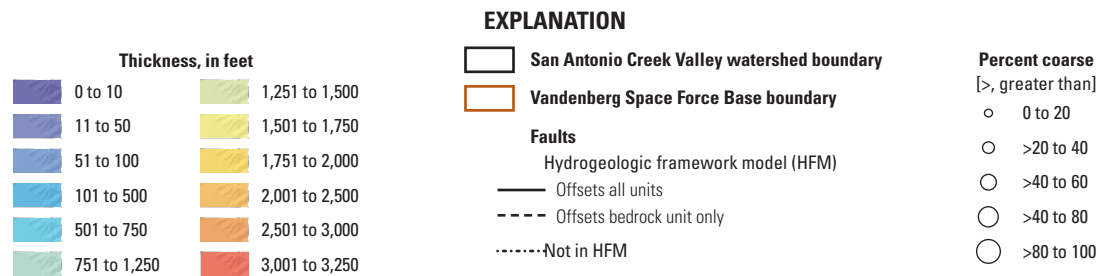 EXPLANATION
Thickness, in feet
0 to 10
11 to 50
51 to 100
101 to 500
501 to 750
751 to 1,250
1,251 to 1,500
1,501 to 1,750
1,751 to 2,000
2,001 to 2,500
2,501 to 3,000
3,001 to 3,250
San Antonio Creek Valley watershed boundary
Vandenberg Space Force Base boundary
Faults
Hydrogeologic framework model (HFM)
Offsets all units
Offsets bedrock unit only
Not in HFM
Percent coarse
[>, greater than]
0 to 20
>20 to 40
>40 to 60
>40 to 80
>80 to 100